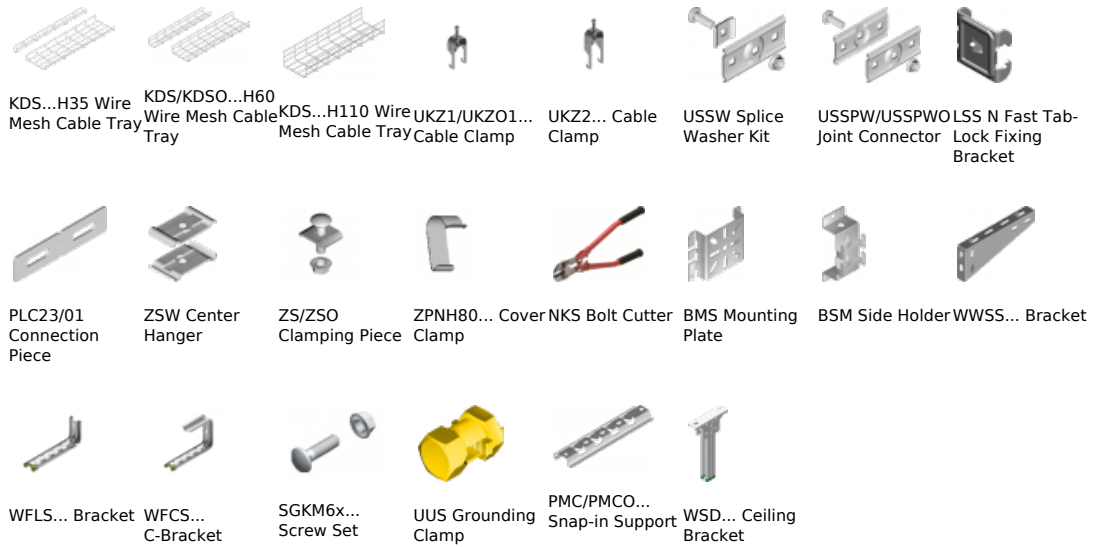 KDS...H35 Wire
Mesh Cable Tray
KDS/KDSO...H60
Wire Mesh Cable
Tray
KDS...H110 Wire
Mesh Cable Tray
UKZ1/UKZO1...
Cable Clamp
UKZ2... Cable
Clamp
USSW Splice
Washer Kit
USSPW/USSPWO
Joint Connector
LSS N Fast Tab-
Lock Fixing
Bracket
PLC23/01
Connection
Piece
ZSW Center
Hanger
ZS/ZSO
Clamping Piece
ZPNH80... Cover
Clamp
NKS Bolt Cutter
BMS Mounting
Plate
BSM Side Holder
WWSS... Bracket
WFLS... Bracket
WFCS...
C-Bracket
SGKM6x...
Screw Set
UUS Grounding
Clamp
PMC/PMCO...
Snap-in Support
WSD... Ceiling
Bracket